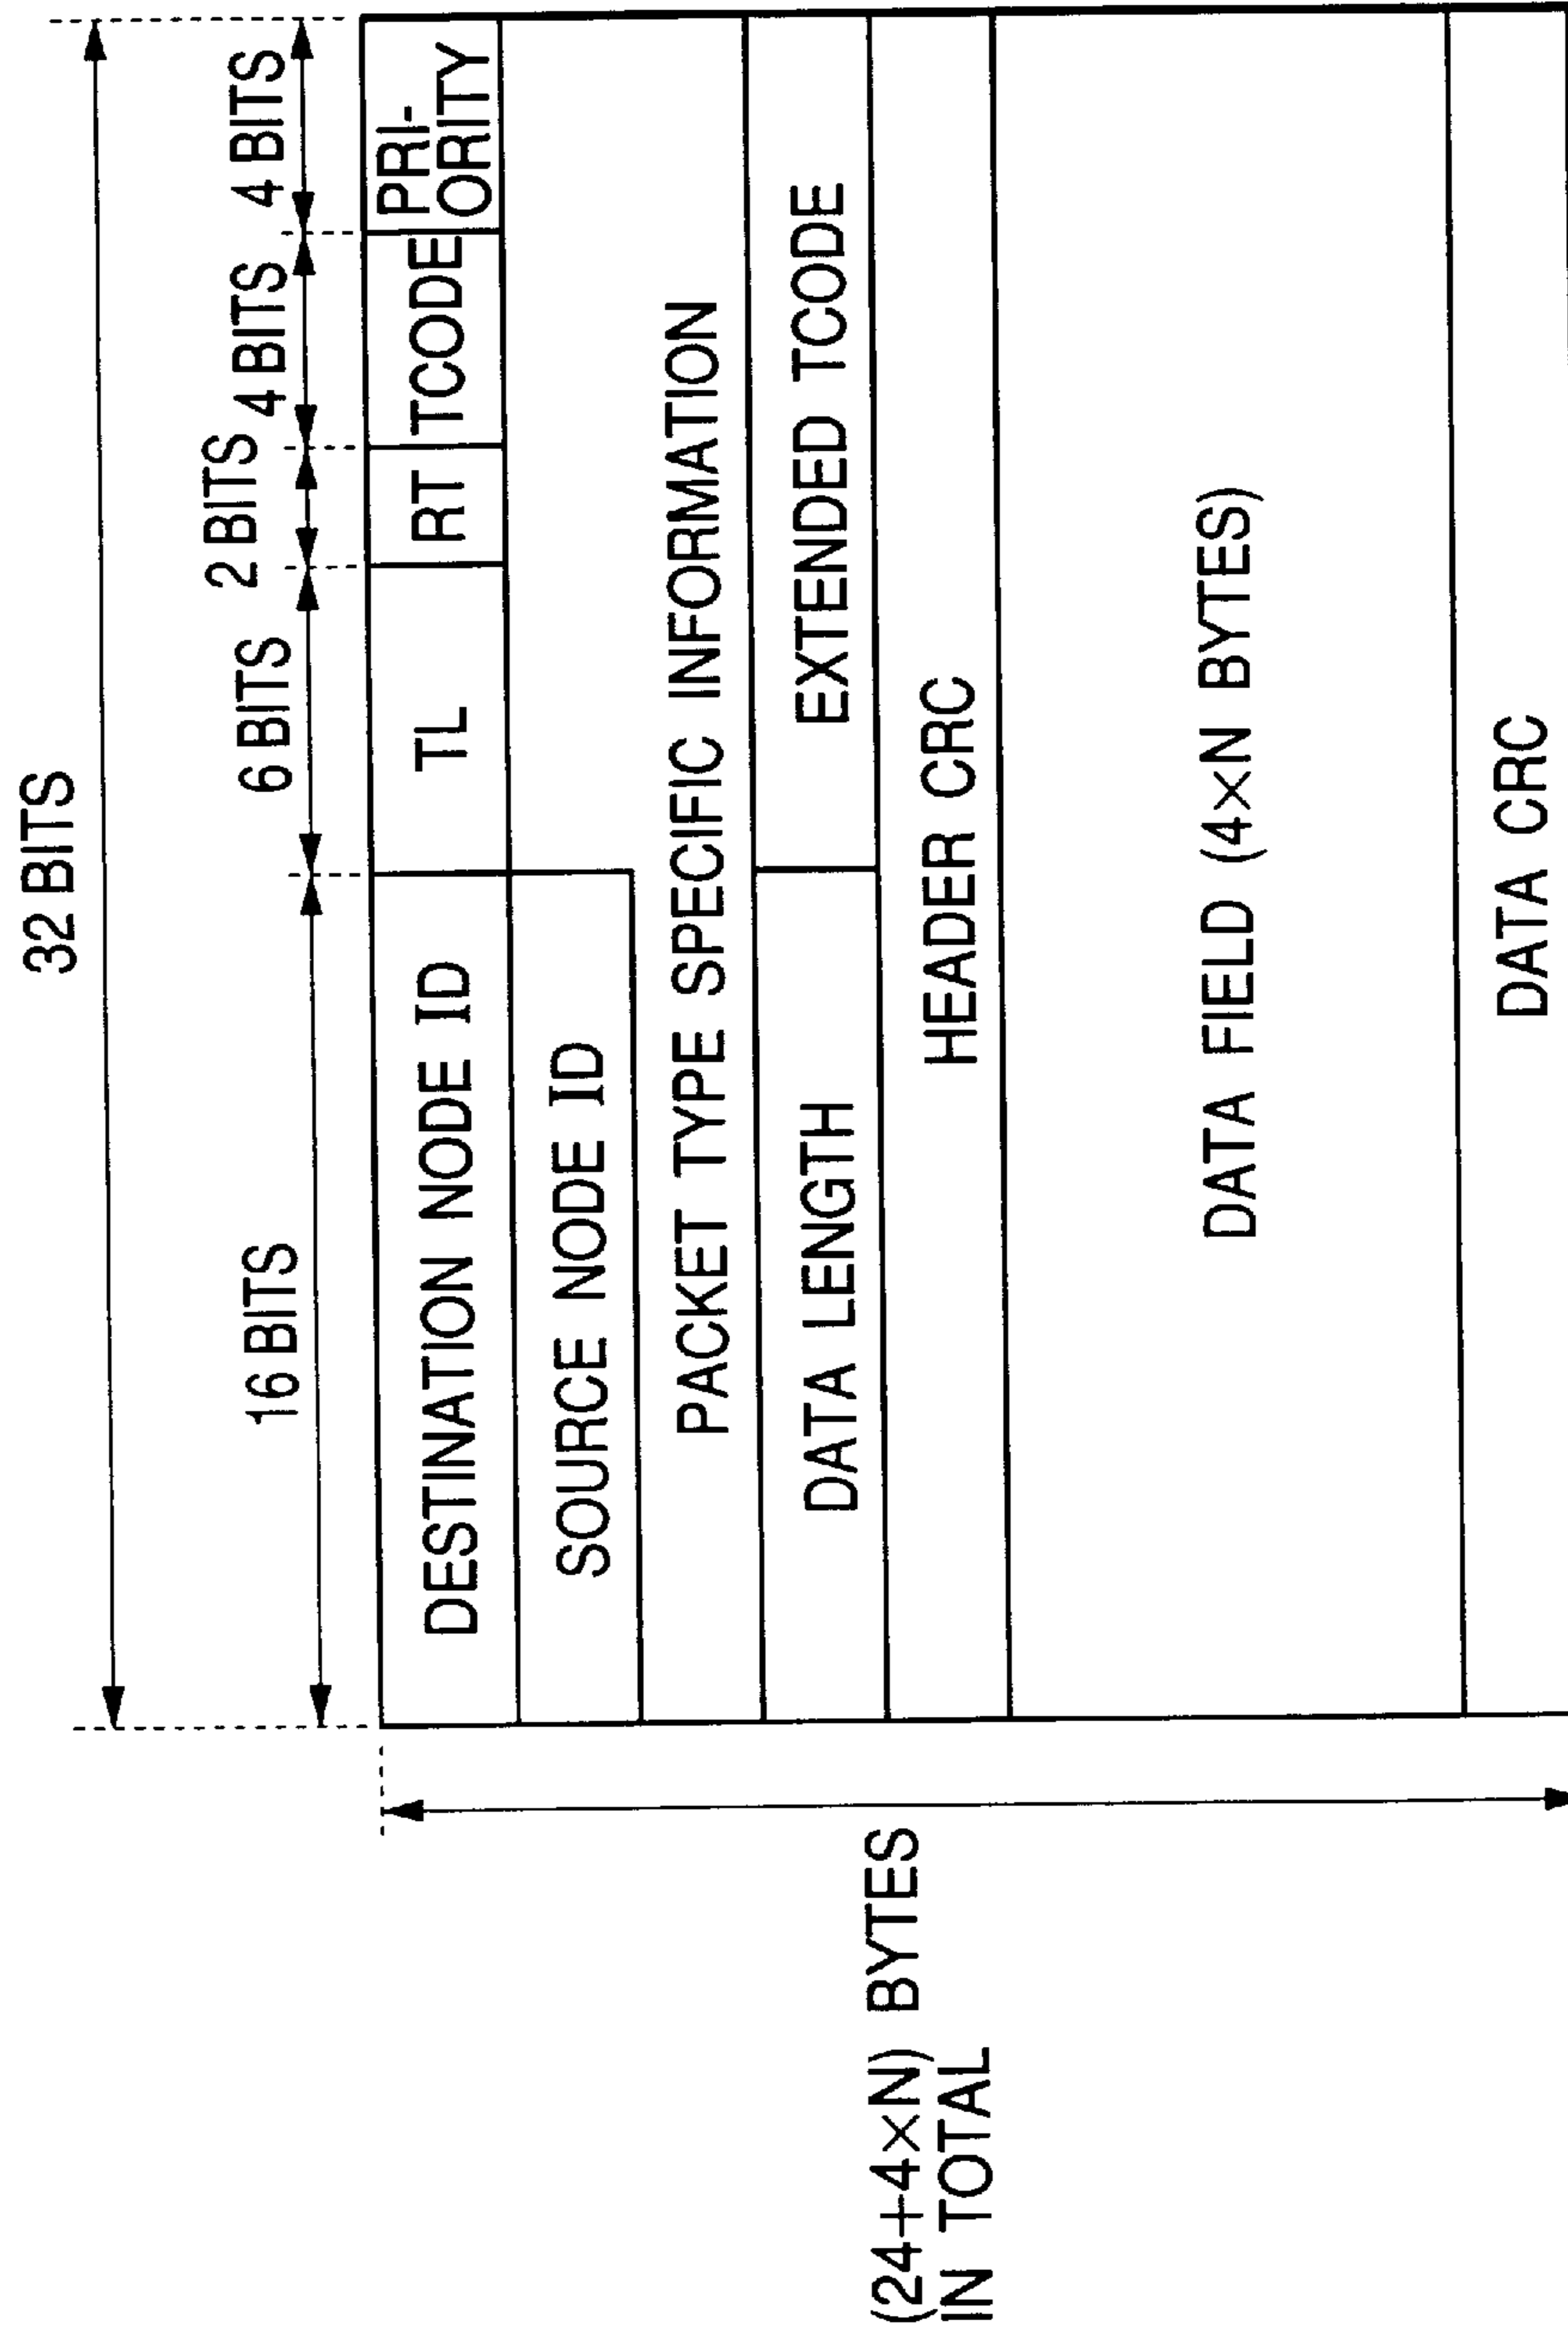 32 BITS
16 BITS
6 BITS
2 BITS
4 BITS
4 BITS
DESTINATION NODE ID
TL
RT
TCODE
PRI-
ORITY
SOURCE NODE ID
PACKET TYPE SPECIFIC INFORMATION
DATA LENGTH
EXTENDED TCODE
HEADER CRC
DATA FIELD (4×N BYTES)
DATA CRC
(24+4×N) BYTES
IN TOTAL